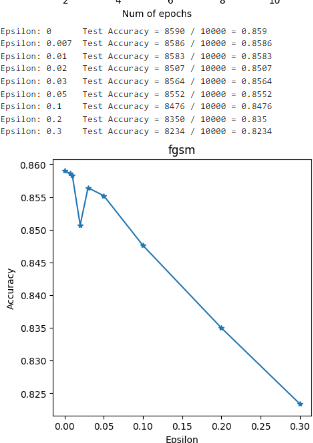 2 4 6 8 10
Num of epochs
Epsilon: 0 Test Accuracy = 8590 / 10000 = 0.859
Epsilon: 0.007 Test Accuracy = 8586 / 10000 = 0.8586
Epsilon: 0.01 Test Accuracy = 8583 / 10000 = 0.8583
Epsilon: 0.02 Test Accuracy = 8507 / 10000 = 0.8507
Epsilon: 0.03 Test Accuracy = 8564 / 10000 = 0.8564
Epsilon: 0.05 Test Accuracy = 8552 / 10000 = 0.8552
Epsilon: 0.1 Test Accuracy = 8476 / 10000 = 0.8476
Epsilon: 0.2 Test Accuracy = 8350 / 10000 = 0.835
Epsilon: 0.3 Test Accuracy = 8234 / 10000 = 0.8234
fgsm
0.860
0.855
0.850
0.845
0.840
0.835
0.830
0.825
Accuracy
0.00 0.05 0.10 0.15 0.20 0.25 0.30
Epsilon